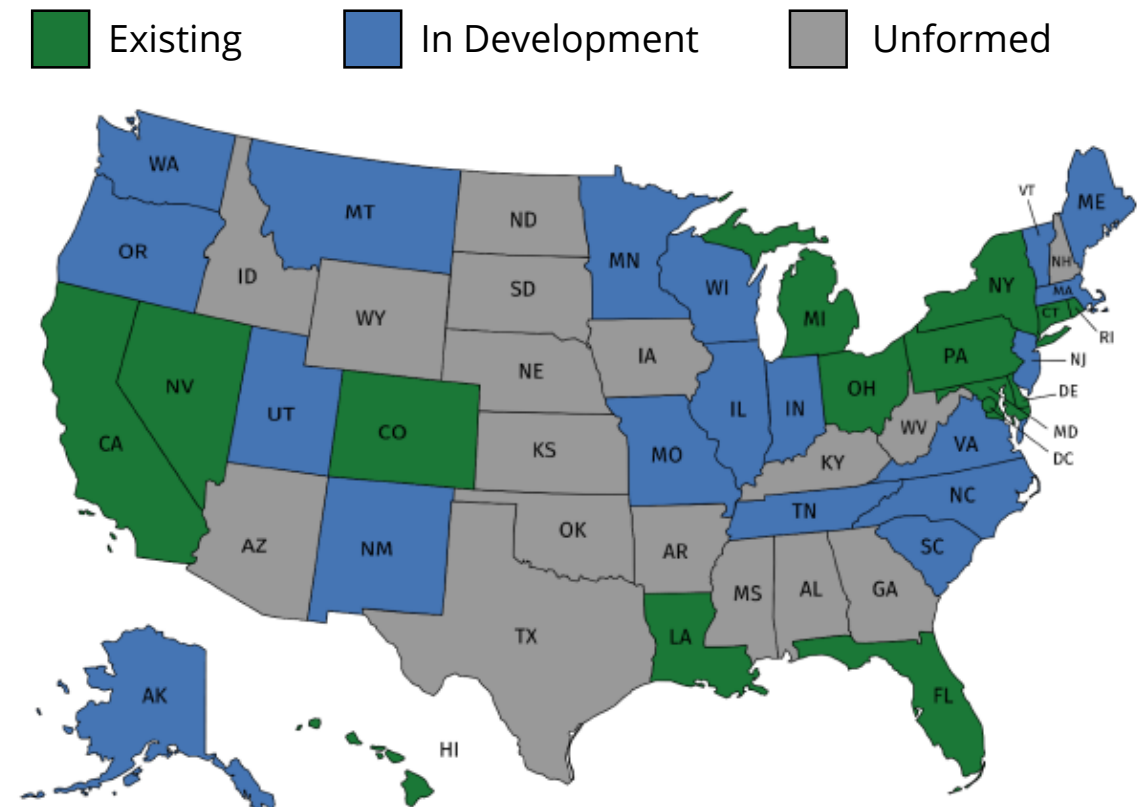 Existing
In Development
Unformed
WA
MT
ND
MN
VT
ME
OR
ID
SD
WI
NH
NY
MA
WY
MI
CT
RI
NE
IA
PA
NJ
NV
UT
CO
IL
IN
OH
DE
CA
KS
MO
KY
WV
VA
MD
DC
TN
NC
AZ
NM
OK
AR
SC
MS
AL
GA
TX
LA
AK
FL
HI